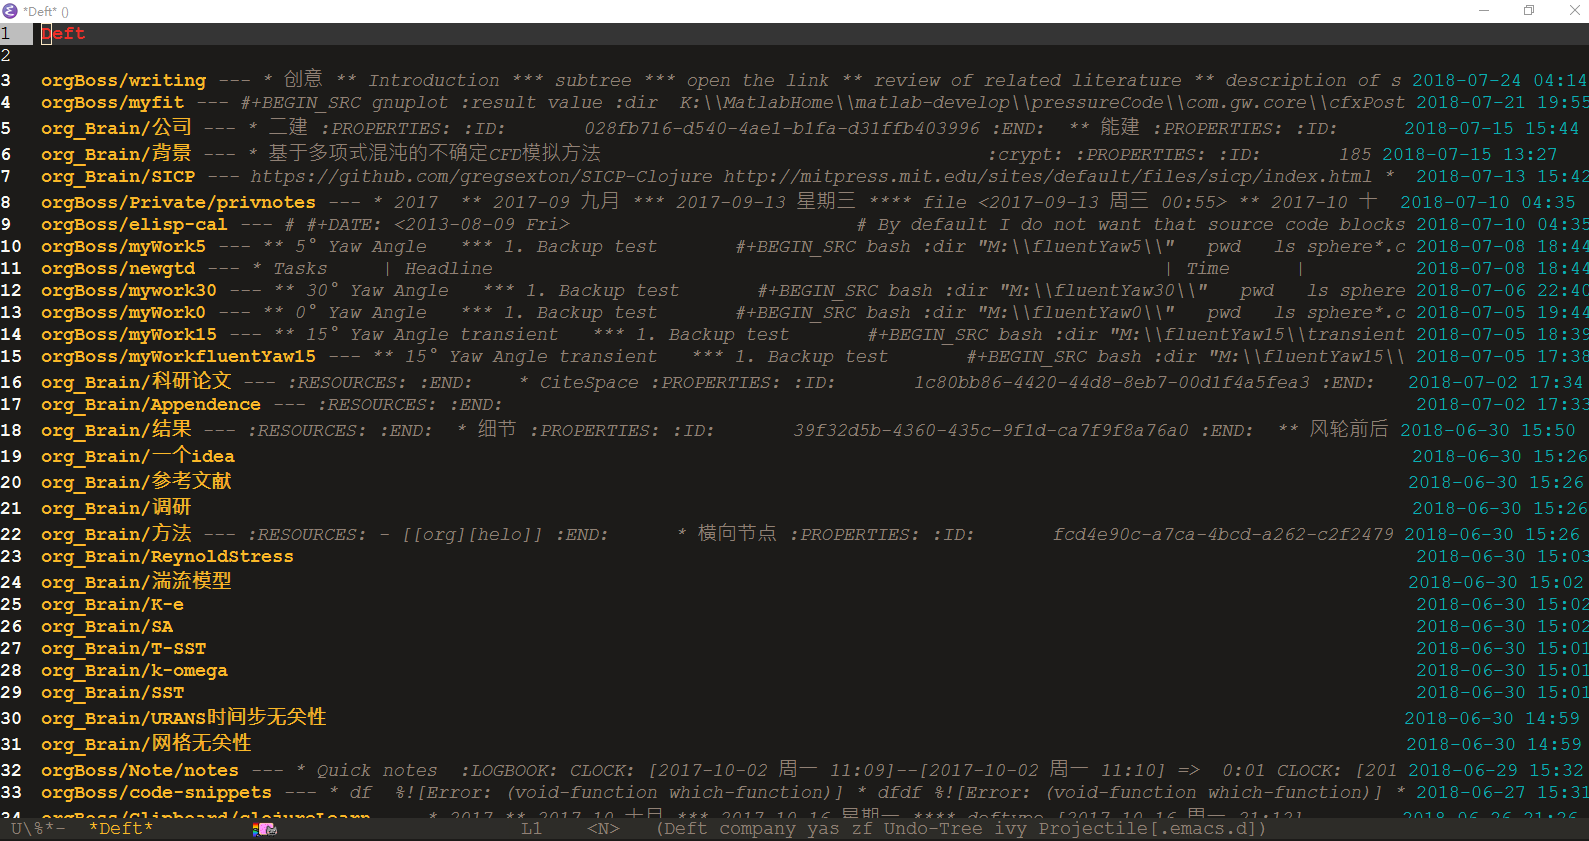 *Deft* ()
1 Deft
2
3 orgBoss/writing --- * 创意 ** Introduction *** subtree *** open the link ** review of related literature ** description of s 2018-07-24 04:14
4 orgBoss/myfit --- #+BEGIN_SRC gnuplot :result value :dir K:\\MatlabHome\\matlab-develop\\pressureCode\\com.gw.core\\cfxPost 2018-07-21 19:55
5 org_Brain/公司 --- * 二建 :PROPERTIES: :ID: 028fb716-d540-4ae1-b1fa-d31ffb403996 :END: ** 能建 :PROPERTIES: :ID: 2018-07-15 15:44
6 org_Brain/背景 --- * 基于多项式混沌的不确定CFD模拟方法 :crypt: :PROPERTIES: :ID: 185 2018-07-15 13:27
7 org_Brain/SICP --- https://github.com/gregsexton/SICP-Clojure http://mitpress.mit.edu/sites/default/files/sicp/index.html * 2018-07-13 15:42
8 orgBoss/Private/privnotes --- * 2017 ** 2017-09 九月 *** 2017-09-13 星期三 **** file <2017-09-13 周三 00:55> ** 2017-10 十 2018-07-10 04:35
9 orgBoss/elisp-cal --- # #+DATE: <2013-08-09 Fri> # By default I do not want that source code blocks 2018-07-10 04:35
10 orgBoss/myWork5 --- ** 5° Yaw Angle *** 1. Backup test #+BEGIN_SRC bash :dir "M:\\fluentYaw5\\" pwd ls sphere*.c 2018-07-08 18:44
11 orgBoss/newgtd --- * Tasks | Headline | Time | 2018-07-08 18:44
12 orgBoss/mywork30 --- ** 30° Yaw Angle *** 1. Backup test #+BEGIN_SRC bash :dir "M:\\fluentYaw30\\" pwd ls sphere 2018-07-06 22:40
13 orgBoss/myWork0 --- ** 0° Yaw Angle *** 1. Backup test #+BEGIN_SRC bash :dir "M:\\fluentYaw0\\" pwd ls sphere*.c 2018-07-05 19:44
14 orgBoss/myWork15 --- ** 15° Yaw Angle transient *** 1. Backup test #+BEGIN_SRC bash :dir "M:\\fluentYaw15\\transient 2018-07-05 18:39
15 orgBoss/myWorkfluentYaw15 --- ** 15° Yaw Angle transient *** 1. Backup test #+BEGIN_SRC bash :dir "M:\\fluentYaw15\\ 2018-07-05 17:38
16 org_Brain/科研论文 --- :RESOURCES: :END: * CiteSpace :PROPERTIES: :ID: 1c80bb86-4420-44d8-8eb7-00d1f4a5fea3 :END: 2018-07-02 17:34
17 org_Brain/Appendence --- :RESOURCES: :END: 2018-07-02 17:33
18 org_Brain/结果 --- :RESOURCES: :END: * 细节 :PROPERTIES: :ID: 39f32d5b-4360-435c-9f1d-ca7f9f8a76a0 :END: ** 风轮前后 2018-06-30 15:50
19 org_Brain/一个idea 2018-06-30 15:26
20 org_Brain/参考文献 2018-06-30 15:26
21 org_Brain/调研 2018-06-30 15:26
22 org_Brain/方法 --- :RESOURCES: - [[org][helo]] :END: * 横向节点 :PROPERTIES: :ID: fcd4e90c-a7ca-4bcd-a262-c2f2479 2018-06-30 15:26
23 org_Brain/ReynoldStress 2018-06-30 15:03
24 org_Brain/湍流模型 2018-06-30 15:02
25 org_Brain/K-e 2018-06-30 15:02
26 org_Brain/SA 2018-06-30 15:02
27 org_Brain/T-SST 2018-06-30 15:01
28 org_Brain/k-omega 2018-06-30 15:01
29 org_Brain/SST 2018-06-30 15:01
30 org_Brain/URANS时间步无关性 2018-06-30 14:59
31 org_Brain/网格无关性 2018-06-30 14:59
32 orgBoss/Note/notes --- * Quick notes :LOGBOOK: CLOCK: [2017-10-02 周一 11:09]--[2017-10-02 周一 11:10] => 0:01 CLOCK: [201 2018-06-29 15:32
33 orgBoss/code-snippets --- * df %![Error: (void-function which-function)] * dfdf %![Error: (void-function which-function)] * 2018-06-27 15:31
34 orgBoss/Clipboard/clojureLearn --- * 2017 ** 2017-10 十月 *** 2017-10-16 星期一 **** deftype [2017-10-16 周一 21:12] 2018-06-26 21:26
U\%*- *Deft* L1 <N> (Deft company yas zf Undo-Tree ivy Projectile[.emacs.d])